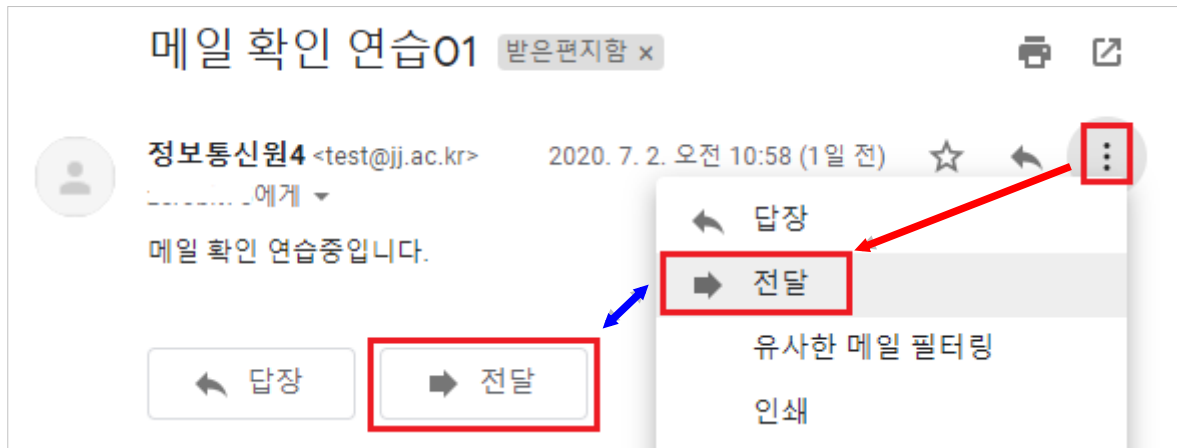 메일 확인 연습01 받은편지함 x
정보통신원4 <test@jj.ac.kr> 2020. 7. 2. 오전 10:58 (1일 전)
에게
메일 확인 연습중입니다.
답장
전달
유사한 메일 필터링
인쇄
답장 전달